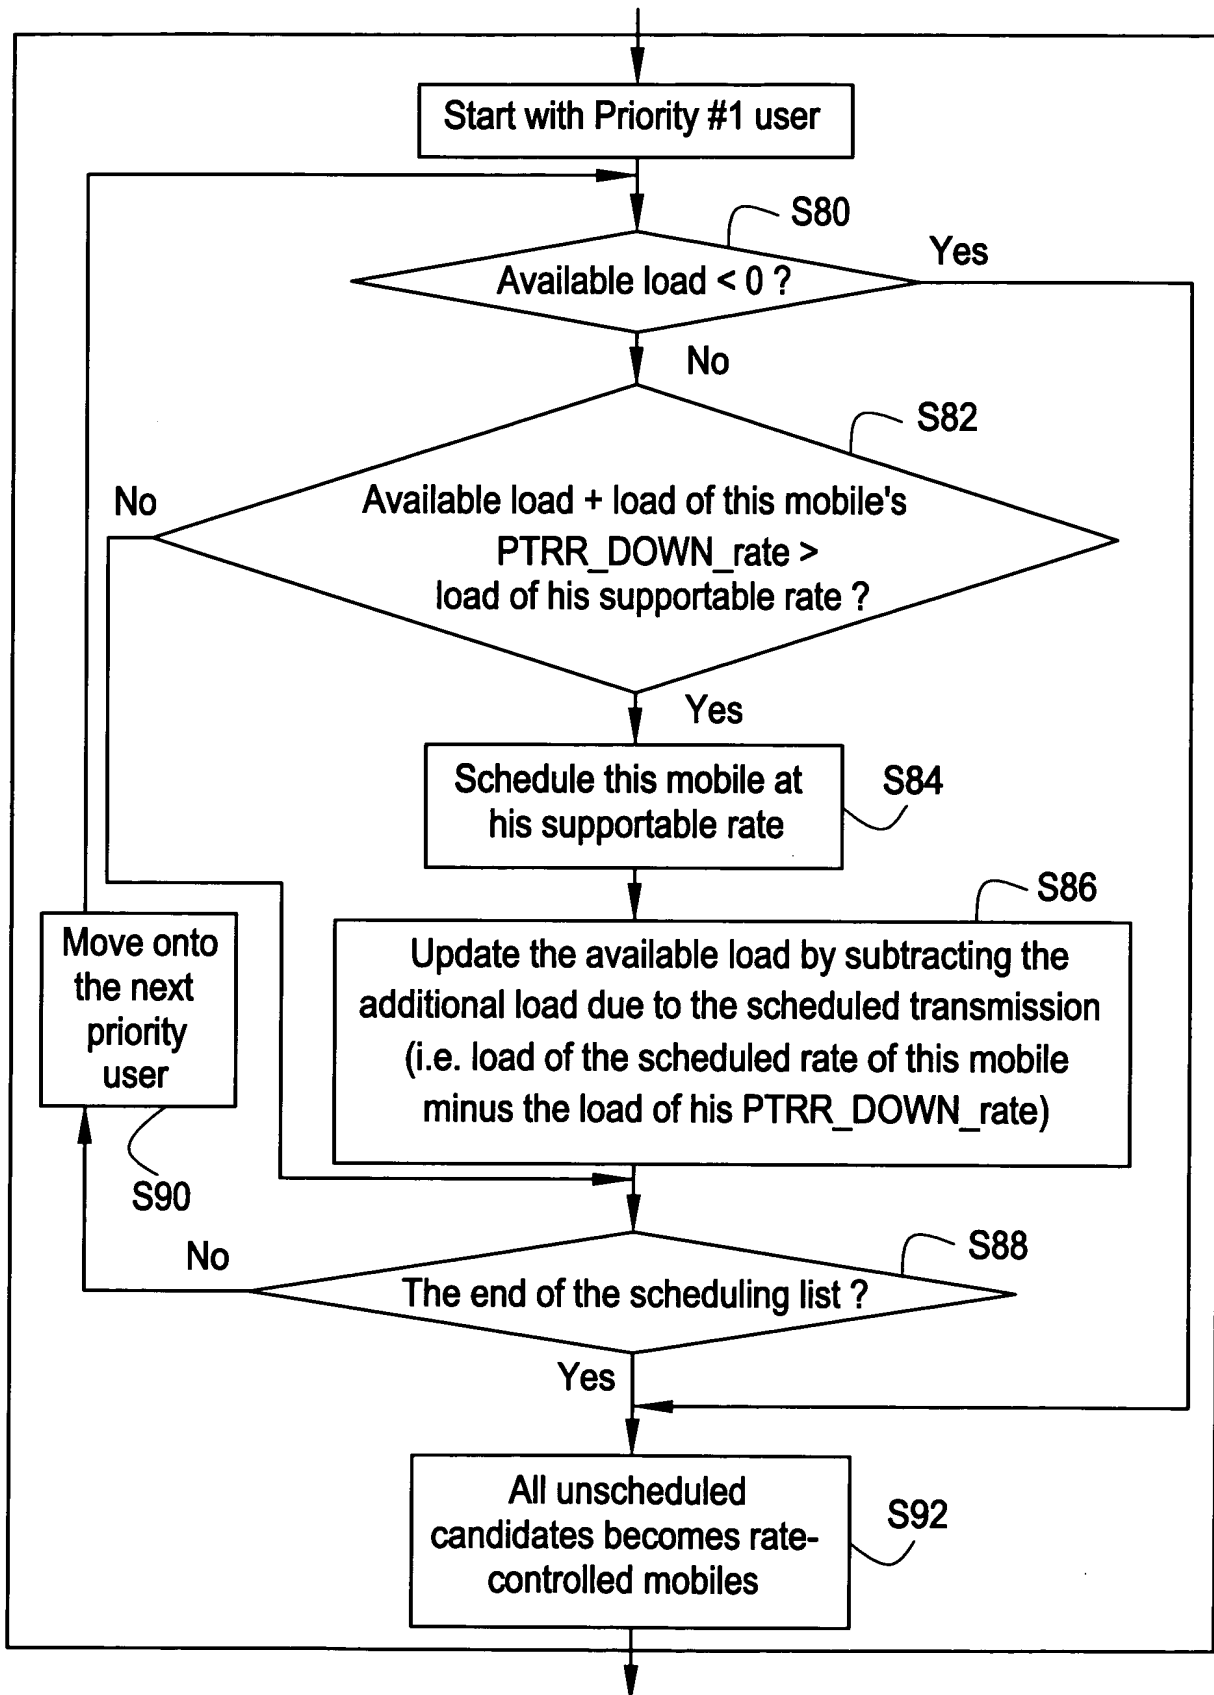 Start with Priority #1 user
S80
Available load < 0 ?
Yes
No
S82
No
Available load + load of this mobile's
PTRR_DOWN_rate >
load of his supportable rate ?
Yes
Schedule this mobile at
his supportable rate
S84
S86
Update the available load by subtracting the
additional load due to the scheduled transmission
(i.e. load of the scheduled rate of this mobile
minus the load of his PTRR_DOWN_rate)
Move onto
the next
priority
user
S90
No
S88
The end of the scheduling list ?
Yes
All unscheduled
candidates becomes rate-
controlled mobiles
S92